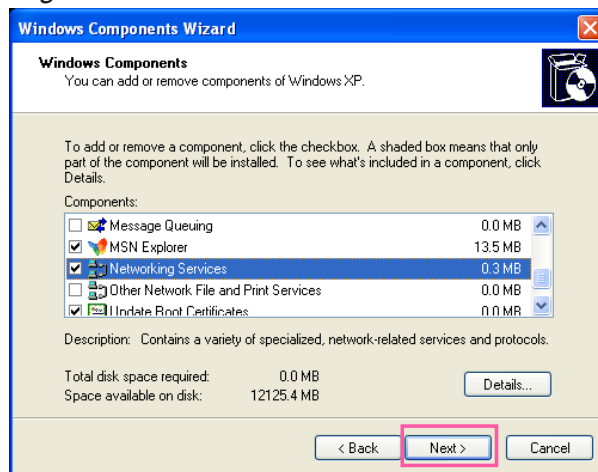 Windows Components Wizard
Windows Components
You can add or remove components of Windows XP.
To add or remove a component, click the checkbox. A shaded box means that only
part of the component will be installed. To see what's included in a component, click
Details.
Components:
Message Queuing 0.0 MB
MSN Explorer 13.5 MB
Networking Services 0.3 MB
Other Network File and Print Services 0.0 MB
Update Root Certificates 0.0 MB
Description: Contains a variety of specialized, network-related services and protocols.
Total disk space required: 0.0 MB
Details...
Space available on disk: 12125.4 MB
< Back Next > Cancel